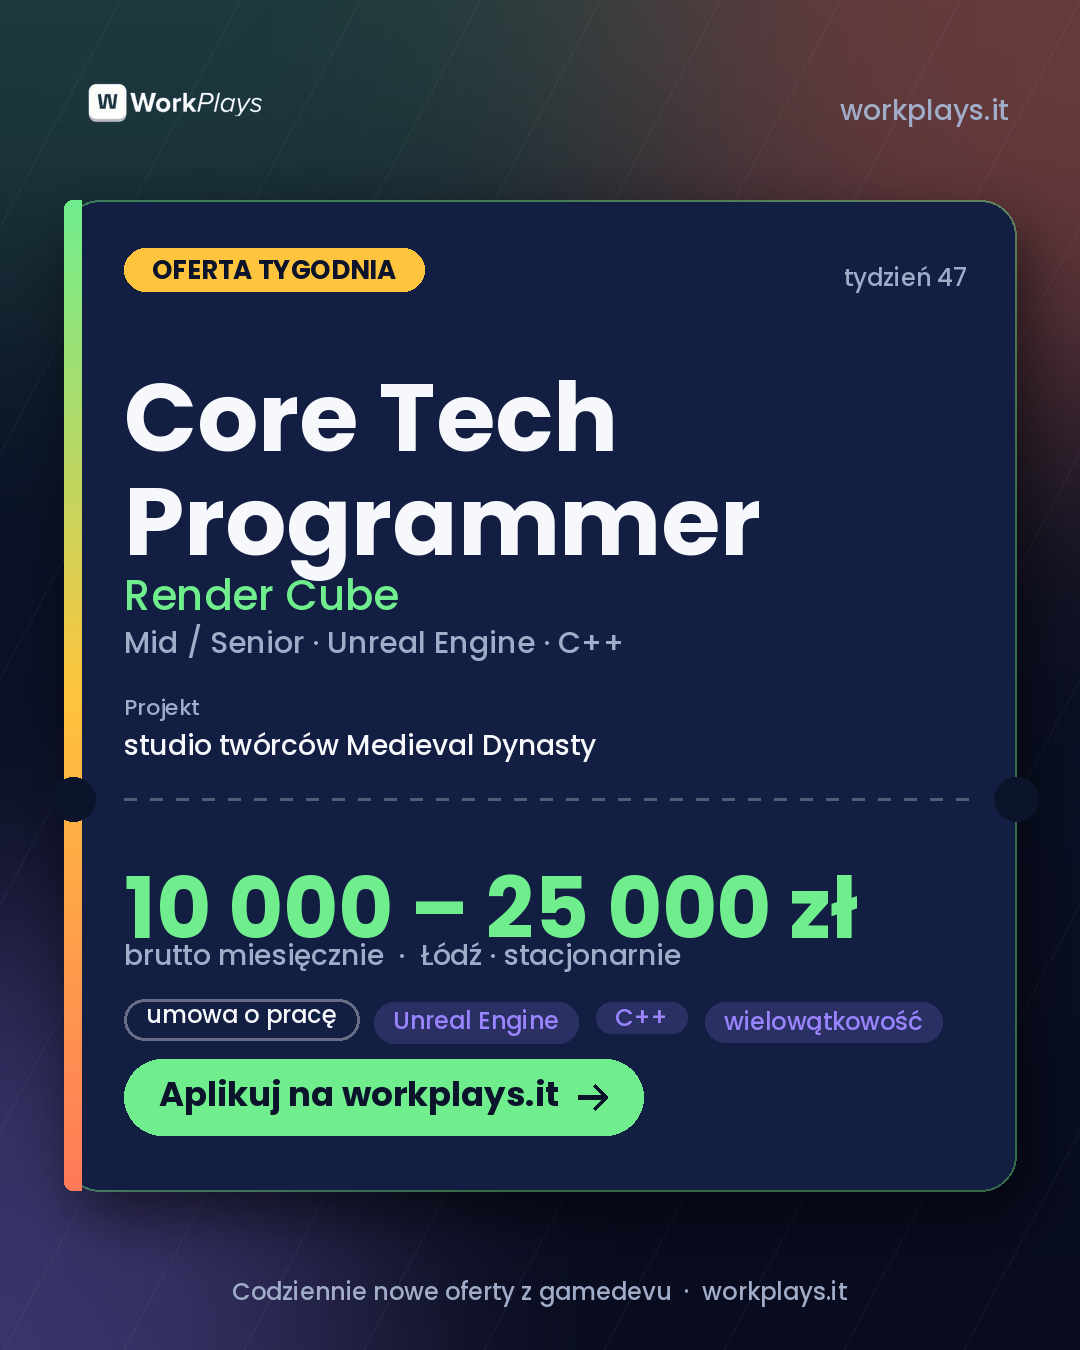 W WorkPlays
workplays.it
OFERTA TYGODNIA
tydzień 47
Core Tech
Programmer
Render Cube
Mid / Senior · Unreal Engine · C++
Projekt
studio twórców Medieval Dynasty
10 000 – 25 000 zł
brutto miesięcznie · Łódź · stacjonarnie
umowa o pracę Unreal Engine C++ wielowątkowość
Aplikuj na workplays.it →
Codziennie nowe oferty z gamedevu · workplays.it